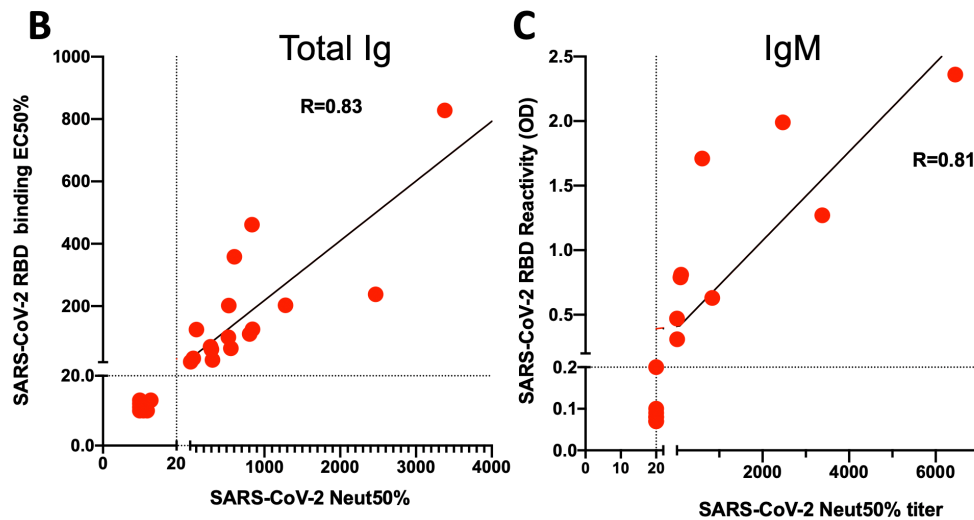 B
Total Ig
R=0.83
SARS-CoV-2 RBD binding EC50%
1000
800
600
400
200
20.0
0.0
0
20
1000
2000
3000
4000
SARS-CoV-2 Neut50%
C
IgM
R=0.81
SARS-CoV-2 RBD Reactivity (OD)
2.5
2.0
1.5
1.0
0.5
0.2
0.1
0.0
0
10
20
2000
4000
6000
SARS-CoV-2 Neut50% titer